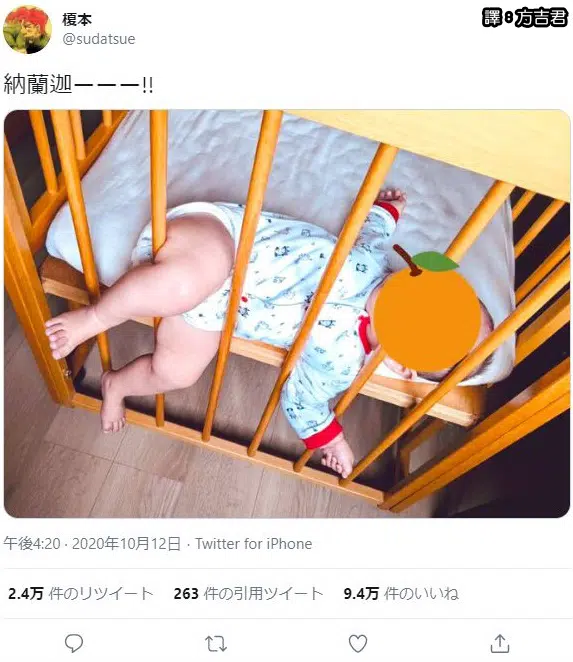 榎本
@sudatsue
譯⑧方吉君
納蘭迦ーーー!!
午後4:20 · 2020年10月12日 · Twitter for iPhone
2.4万 件のリツイート 263 件の引用ツイート 9.4万 件のいいね